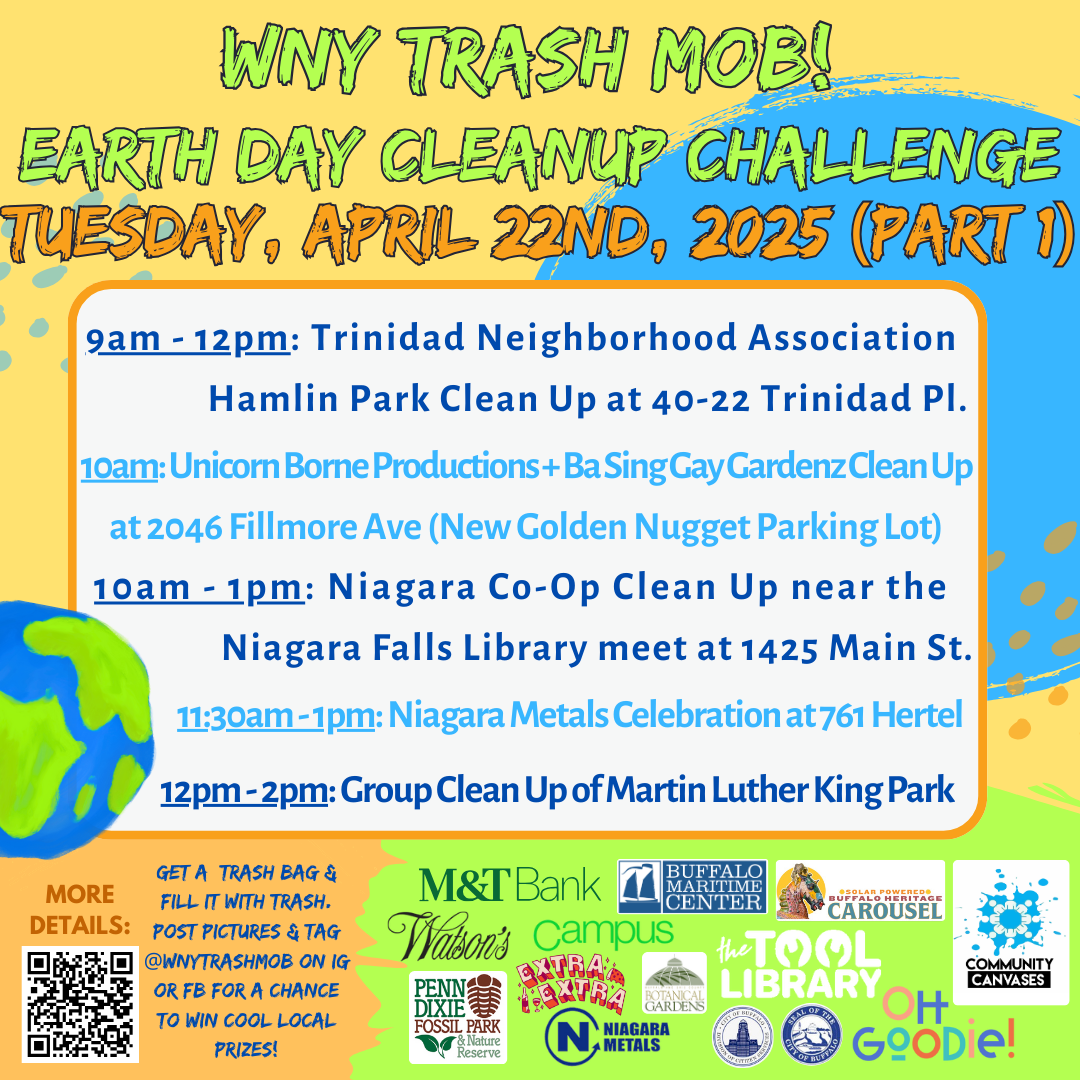 WNY TRASH MOB!
EARTH DAY CLEANUP CHALLENGE
TUESDAY, APRIL 22ND, 2025 (PART 1)
9am - 12pm: Trinidad Neighborhood Association
Hamlin Park Clean Up at 40-22 Trinidad Pl.
10am: Unicorn Borne Productions + Ba Sing Gay Gardenz Clean Up
at 2046 Fillmore Ave (New Golden Nugget Parking Lot)
10am - 1pm: Niagara Co-Op Clean Up near the
Niagara Falls Library meet at 1425 Main St.
11:30am - 1pm: Niagara Metals Celebration at 761 Hertel
12pm - 2pm: Group Clean Up of Martin Luther King Park
MORE
DETAILS:
GET A TRASH BAG &
FILL IT WITH TRASH.
POST PICTURES & TAG
@WNYTRASHMOB ON IG
OR FB FOR A CHANCE
TO WIN COOL LOCAL
PRIZES!
M&T Bank
BUFFALO
MARITIME
CENTER
SOLAR POWERED
BUFFALO HERITAGE
CAROUSEL
COMMUNITY
CANVASES
Watson's
Campus
the TOOL
LIBRARY
PENN
DIXIE
FOSSIL PARK
& Nature
Reserve
EXTRA
EXTRA
BOTANICAL
GARDENS
N NIAGARA
METALS
CITY OF BUFFALO
SEAL OF THE
CITY OF BUFFALO
OH
GOODie!